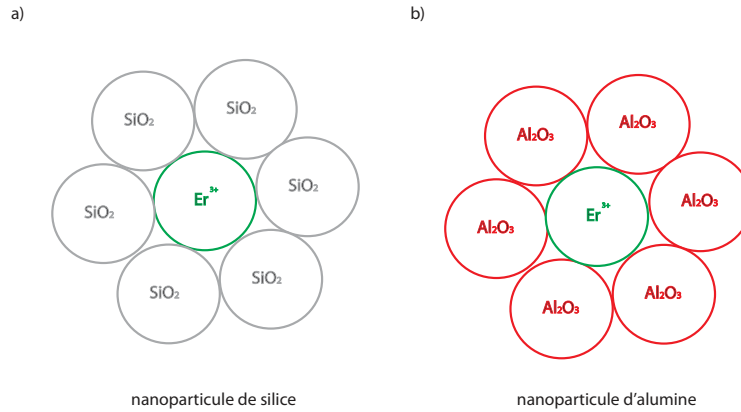 a)
SiO₂
SiO₂
SiO₂
Er³⁺
SiO₂
SiO₂
SiO₂
nanoparticule de silice
b)
Al₂O₃
Al₂O₃
Al₂O₃
Er³⁺
Al₂O₃
Al₂O₃
Al₂O₃
nanoparticule d'alumine